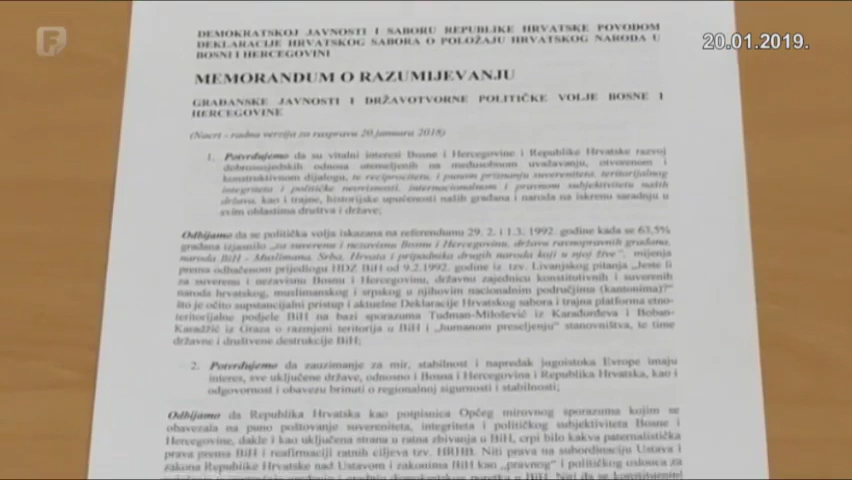 20.01.2019.
DEMOKRATSKOJ JAVNOSTI I SABORU REPUBLIKE HRVATSKE POVODOM
DEKLARACIJE HRVATSKOG SABORA O POLOŽAJU HRVATSKOG NARODA U
BOSNI I HERCEGOVINI
MEMORANDUM O RAZUMIJEVANJU
GRAĐANSKE JAVNOSTI I DRŽAVOTVORNE POLITIČKE VOLJE BOSNE I
HERCEGOVINE
(Nacrt - radna verzija za raspravu 20.januara 2018)
1. Potvrđujemo da su vitalni interesi Bosne i Hercegovine i Republike Hrvatske razvoj
dobrosusjedskih odnosa utemeljenih na međusobnom uvažavanju, otvorenom i
konstruktivnom dijalogu, te reciprocitetu, i punom priznanju suvereniteta, teritorijalnog
integriteta i političke neovisnosti, internacionalnom i pravnom subjektivitetu naših
država, kao i trajne, historijske upućenosti naših građana i naroda na iskrenu saradnju u
svim oblastima društva i države;
Odbijamo da se politička volja iskazana na referendumu 29. 2. i 1.3. 1992. godine kada se 63,5%
građana izjasnilo „za suverenu i nezavisnu Bosnu i Hercegovinu, državu ravnopravnih građana,
naroda BiH - Muslimana, Srba, Hrvata i pripadnika drugih naroda koji u njoj žive", mijenja
prema odbačenom prijedlogu HDZ BiH od 9.2.1992. godine iz tzv. Livanjskog pitanja „Jeste li
za suverenu i nezavisnu Bosnu i Hercegovinu, državnu zajednicu konstitutivnih i suverenih
naroda hrvatskog, muslimanskog i srpskog u njihovim nacionalnim područjima (kantonima)?"
što je očito supstancijalni pristup i aktuelne Deklaracije Hrvatskog sabora i trajna platforma etno-
teritorijalne podjele BiH na bazi sporazuma Tuđman-Milošević iz Karađorđeva i Boban-
Karadžić iz Graza o razmjeni teritorija u BiH i „humanom preseljenju" stanovništva, te time
državne i društvene destrukcije BiH;
2. Potvrđujemo da zauzimanje za mir, stabilnost i napredak jugoistoka Evrope imaju
interes, sve uključene države, odnosno i Bosna i Hercegovina i Republika Hrvatska, kao i
odgovornost i obavezu brinuti o regionalnoj sigurnosti i stabilnosti;
Odbijamo da Republika Hrvatska kao potpisnica Općeg mirovnog sporazuma kojim se
obavezala na puno poštovanje suvereniteta, integriteta i političkog subjektiviteta Bosne i
Hercegovine, dakle i kao uključena strana u ratna zbivanja u BiH, crpi bilo kakva paternalistička
prava prema BiH i reafirmaciji ratnih ciljeva tzv. HRHB. Niti prava na subordinaciju Ustava i
zakona Republike Hrvatske nad Ustavom i zakonima BiH kao „pravnog" i političkog oslonca za